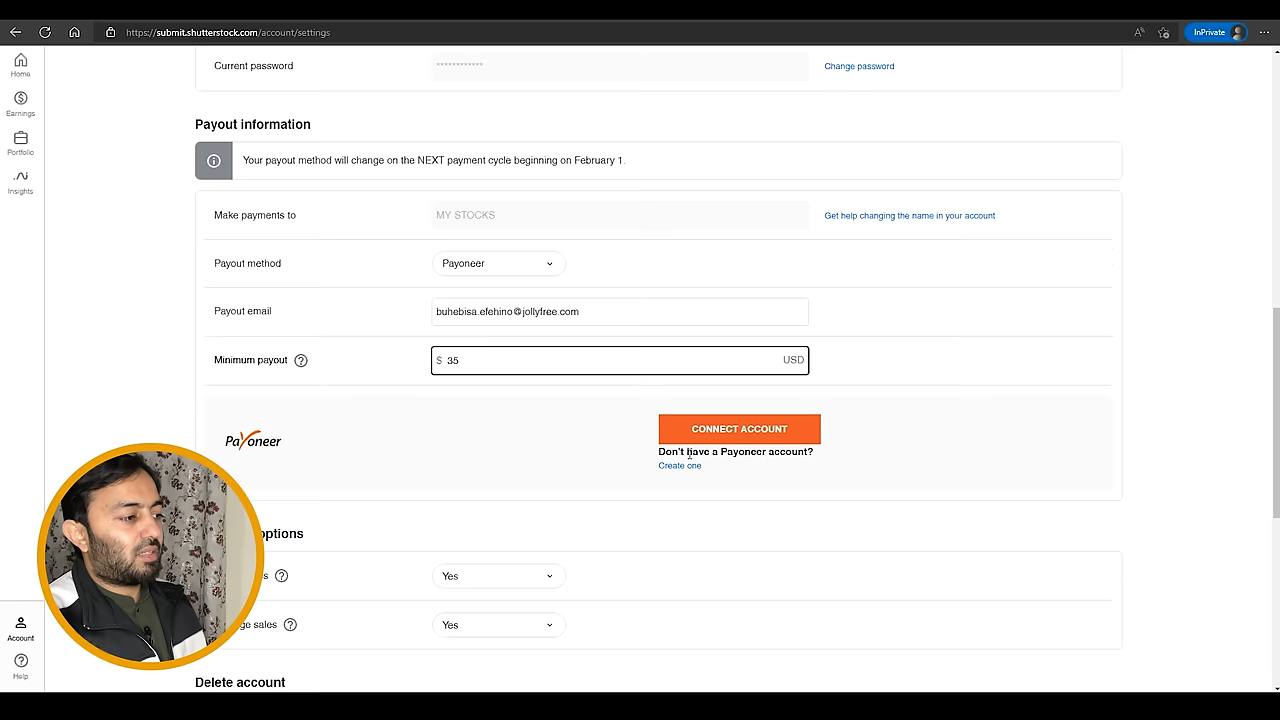 https://submit.shutterstock.com/account/settings
InPrivate
Home
Earnings
Portfolio
Insights
Current password
************
Change password
Payout information
Your payout method will change on the NEXT payment cycle beginning on February 1.
Make payments to
MY STOCKS
Get help changing the name in your account
Payout method
Payoneer
Payout email
buhebisa.efehino@jollyfree.com
Minimum payout
$ 35
USD
Payoneer
CONNECT ACCOUNT
Don't have a Payoneer account?
Create one
options
Yes
sales
Yes
Delete account
Account
Help